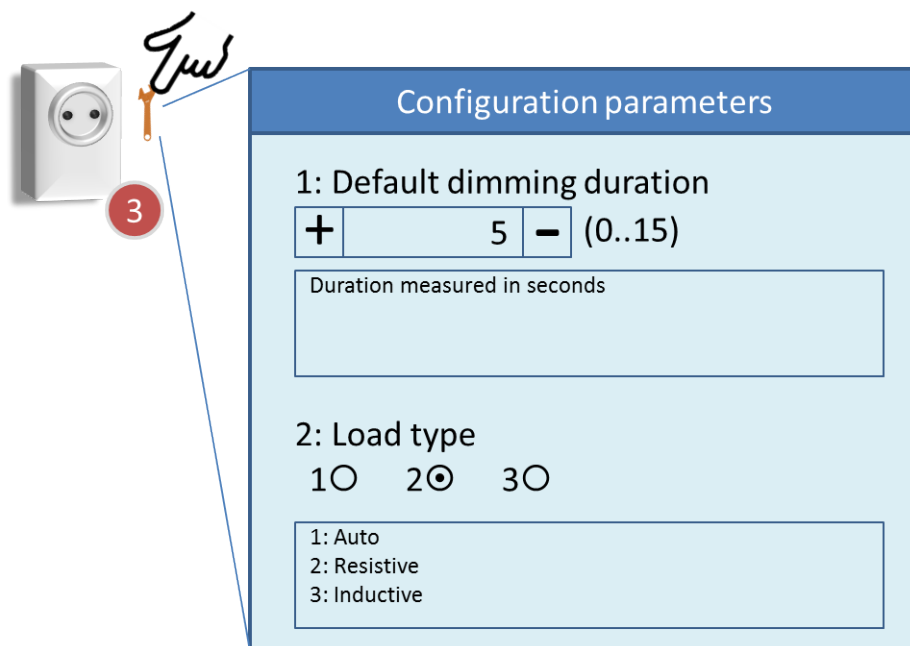 Configuration parameters
3
1: Default dimming duration
+ 5 - (0..15)
Duration measured in seconds
2: Load type
1 2 3
1: Auto
2: Resistive
3: Inductive